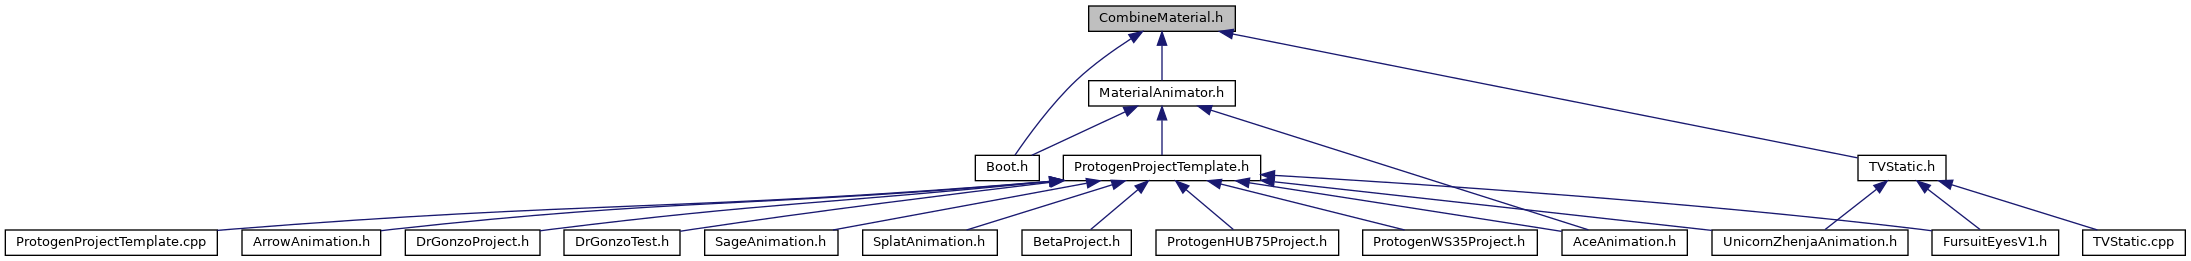 CombineMaterial.h
MaterialAnimator.h
Boot.h
ProtogenProjectTemplate.h
TVStatic.h
ProtogenProjectTemplate.cpp
ArrowAnimation.h
DrGonzoProject.h
DrGonzoTest.h
SageAnimation.h
SplatAnimation.h
BetaProject.h
ProtogenHUB75Project.h
ProtogenWS35Project.h
AceAnimation.h
UnicornZhenjaAnimation.h
FursuitEyesV1.h
TVStatic.cpp